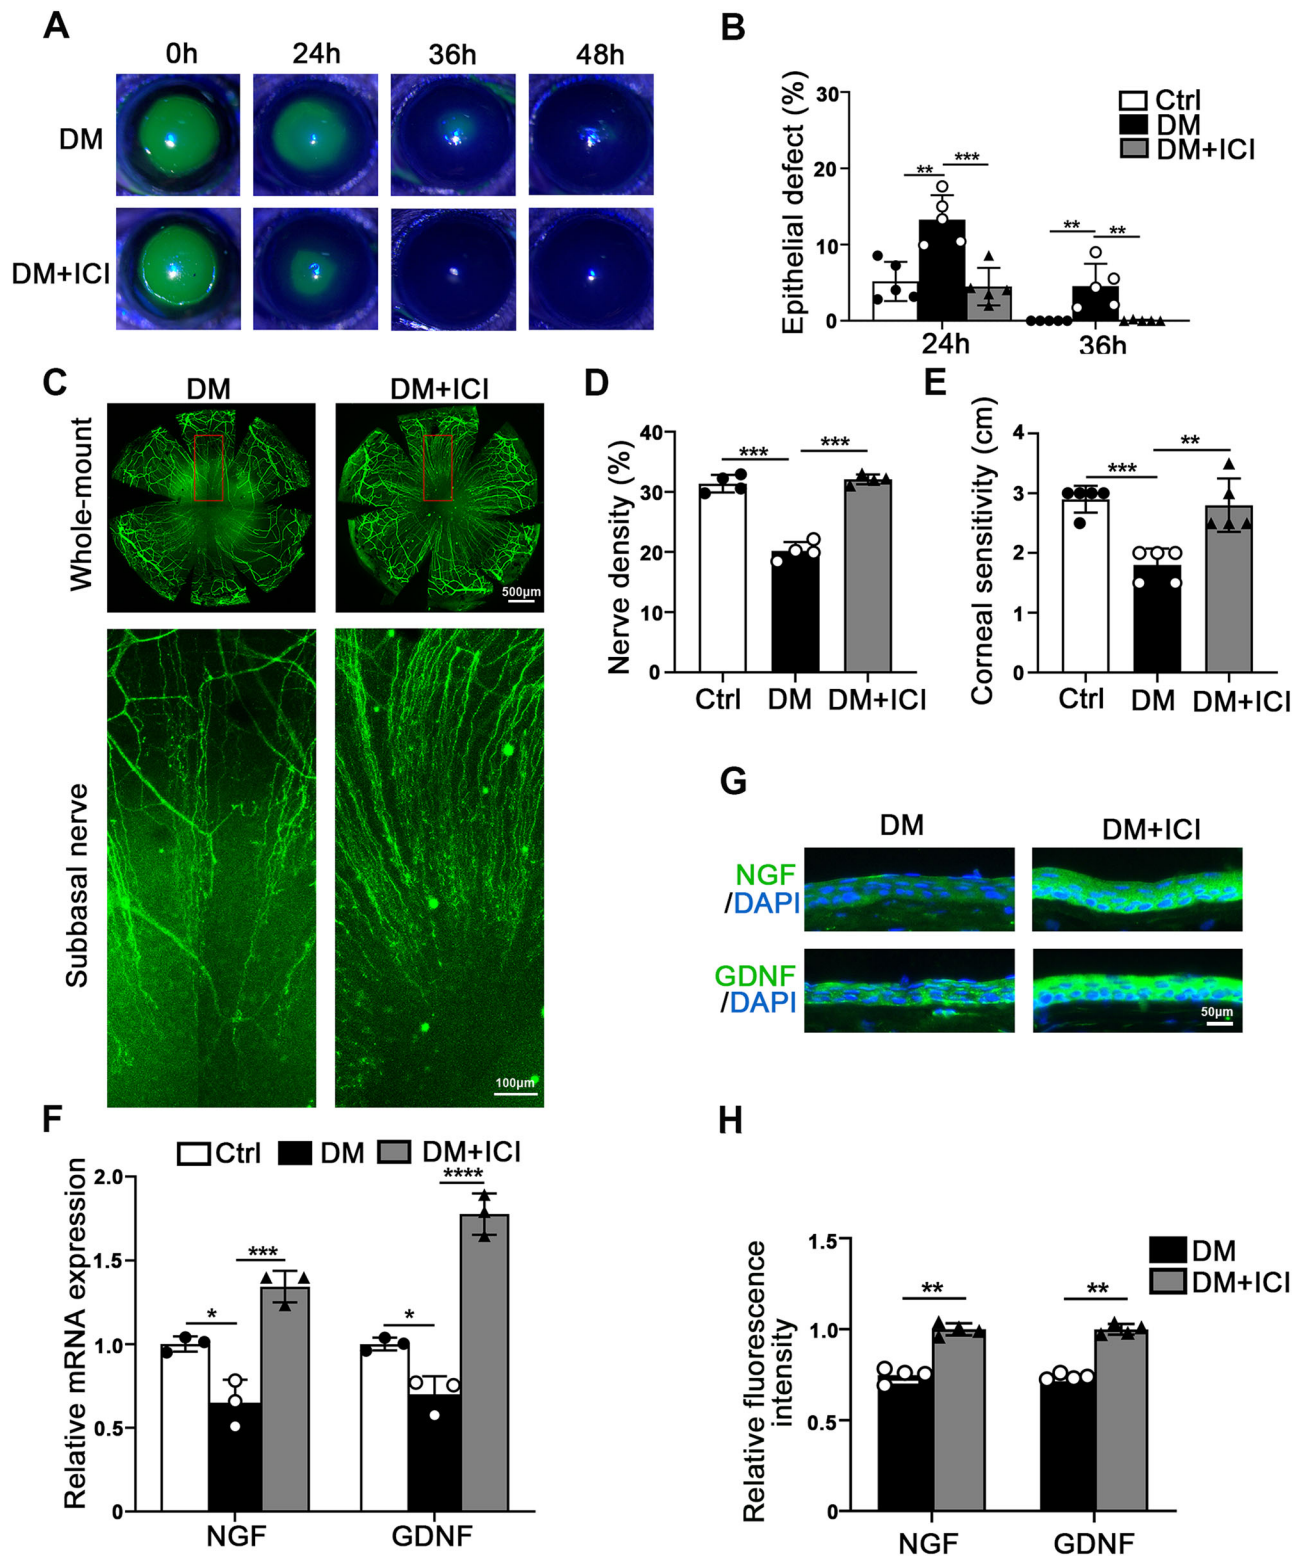 A
0h 24h 36h 48h
DM
DM+ICI
B
Epithelial defect (%)
30
20
10
0
** ***
** **
24h 36h
Ctrl
DM
DM+ICI
C
DM DM+ICI
Whole-mount
500µm
Subbasal nerve
100µm
D
Nerve density (%)
40
30
20
10
0
*** ***
Ctrl DM DM+ICI
E
Corneal sensitivity (cm)
4
3
2
1
0
*** **
Ctrl DM DM+ICI
F
Ctrl DM DM+ICI
Relative mRNA expression
2.0
1.5
1.0
0.5
0
* ***
* ****
NGF GDNF
G
DM DM+ICI
NGF
/DAPI
GDNF
/DAPI
50µm
H
Relative fluorescence
intensity
1.5
1.0
0.5
0
** **
NGF GDNF
DM
DM+ICI